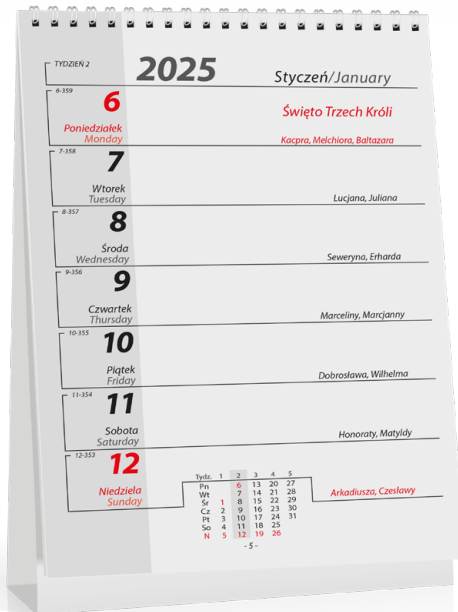 TYDZIEŃ 2
2025
Styczeń/January
6-359
6
Święto Trzech Króli
Poniedziałek
Monday
Kacpra, Melchiora, Baltazara
7-358
7
Wtorek
Tuesday
Lucjana, Juliana
8-357
8
Środa
Wednesday
Seweryna, Erharda
9-356
9
Czwartek
Thursday
Marceliny, Marcjanny
10-355
10
Piątek
Friday
Dobrosława, Wilhelma
11-354
11
Sobota
Saturday
Honoraty, Matyldy
12-353
12
Niedziela
Sunday
Arkadiusza, Czesławy
Tydz. 1 2 3 4 5
Pn 6 13 20 27
Wt 7 14 21 28
Śr 1 8 15 22 29
Cz 2 9 16 23 30
Pt 3 10 17 24 31
So 4 11 18 25
N 5 12 19 26
- 5 -